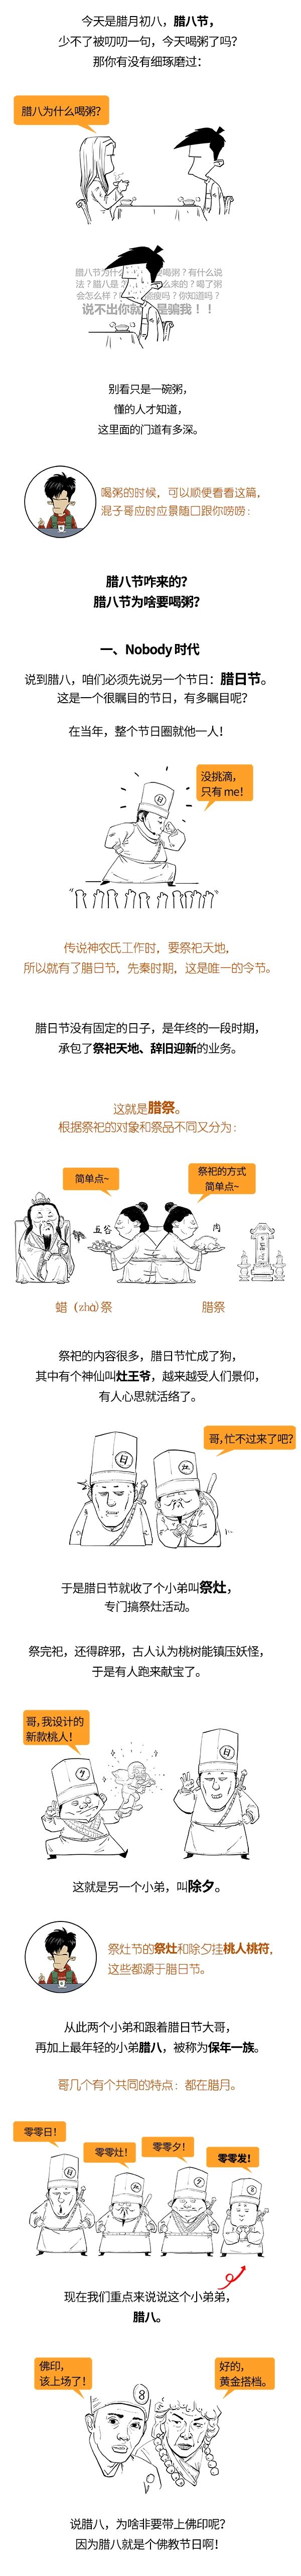 今天是腊月初八，腊八节，
少不了被叨叨一句，今天喝粥了吗？
那你有没有细琢磨过：
腊八为什么喝粥？
说不出你就是骗我！！
别看只是一碗粥，
懂的人才知道，
这里面的门道有多深。
喝粥的时候，可以顺便看看这篇，
混子哥应时应景随口跟你唠唠：
腊八节咋来的？
腊八节为啥要喝粥？
一、Nobody 时代
说到腊八，咱们必须先说另一个节日：腊日节。
这是一个很瞩目的节日，有多瞩目呢？
在当年，整个节日圈就他一人！
没挑滴，
只有 me！
日
传说神农氏工作时，要祭祀天地，
所以就有了腊日节，先秦时期，这是唯一的令节。
腊日节没有固定的日子，是年终的一段时期，
承包了祭祀天地、辞旧迎新的业务。
这就是腊祭。
根据祭祀的对象和祭品不同又分为：
简单点~
祭祀的方式
简单点~
五谷
肉
蜡（zhà）祭
腊祭
祭祀的内容很多，腊日节忙成了狗，
其中有个神仙叫灶王爷，越来越受人们景仰，
有人心思就活络了。
哥，忙不过来了吧？
日
灶
于是腊日节就收了个小弟叫祭灶，
专门搞祭灶活动。
祭完祀，还得辟邪，古人认为桃树能镇压妖怪，
于是有人跑来献宝了。
哥，我设计的
新款桃人！
夕
日
这就是另一个小弟，叫除夕。
祭灶节的祭灶和除夕挂桃人桃符，
这些都源于腊日节。
从此两个小弟和跟着腊日节大哥，
再加上最年轻的小弟腊八，被称为保年一族。
哥几个有个共同的特点：都在腊月。
零零日！
零零灶！
零零夕！
零零发！
日
灶
夕
8
现在我们重点来说说这个小弟弟，
腊八。
佛印，
该上场了！
好的，
黄金搭档。
8
说腊八，为啥非要带上佛印呢？
因为腊八就是个佛教节日啊！